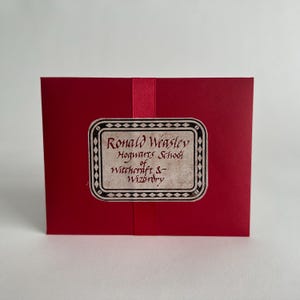 Ronald Weasley
Hogwarts School
of
Witchcraft &
Wizardry